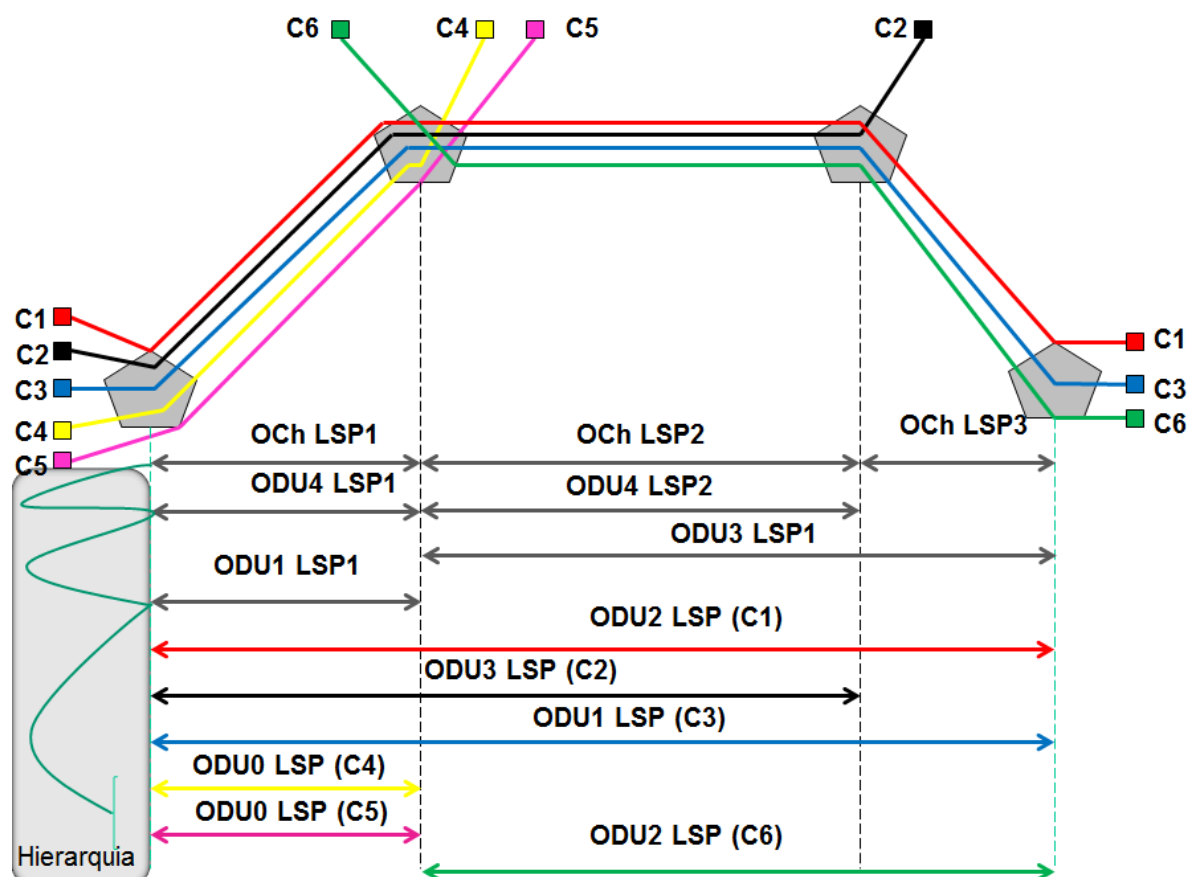 C6
C4
C5
C2
C1
C2
C3
C4
C5
C1
C3
C6
OCh LSP1
OCh LSP2
OCh LSP3
ODU4 LSP1
ODU4 LSP2
ODU3 LSP1
ODU1 LSP1
ODU2 LSP (C1)
ODU3 LSP (C2)
ODU1 LSP (C3)
ODU0 LSP (C4)
ODU0 LSP (C5)
ODU2 LSP (C6)
Hierarquia